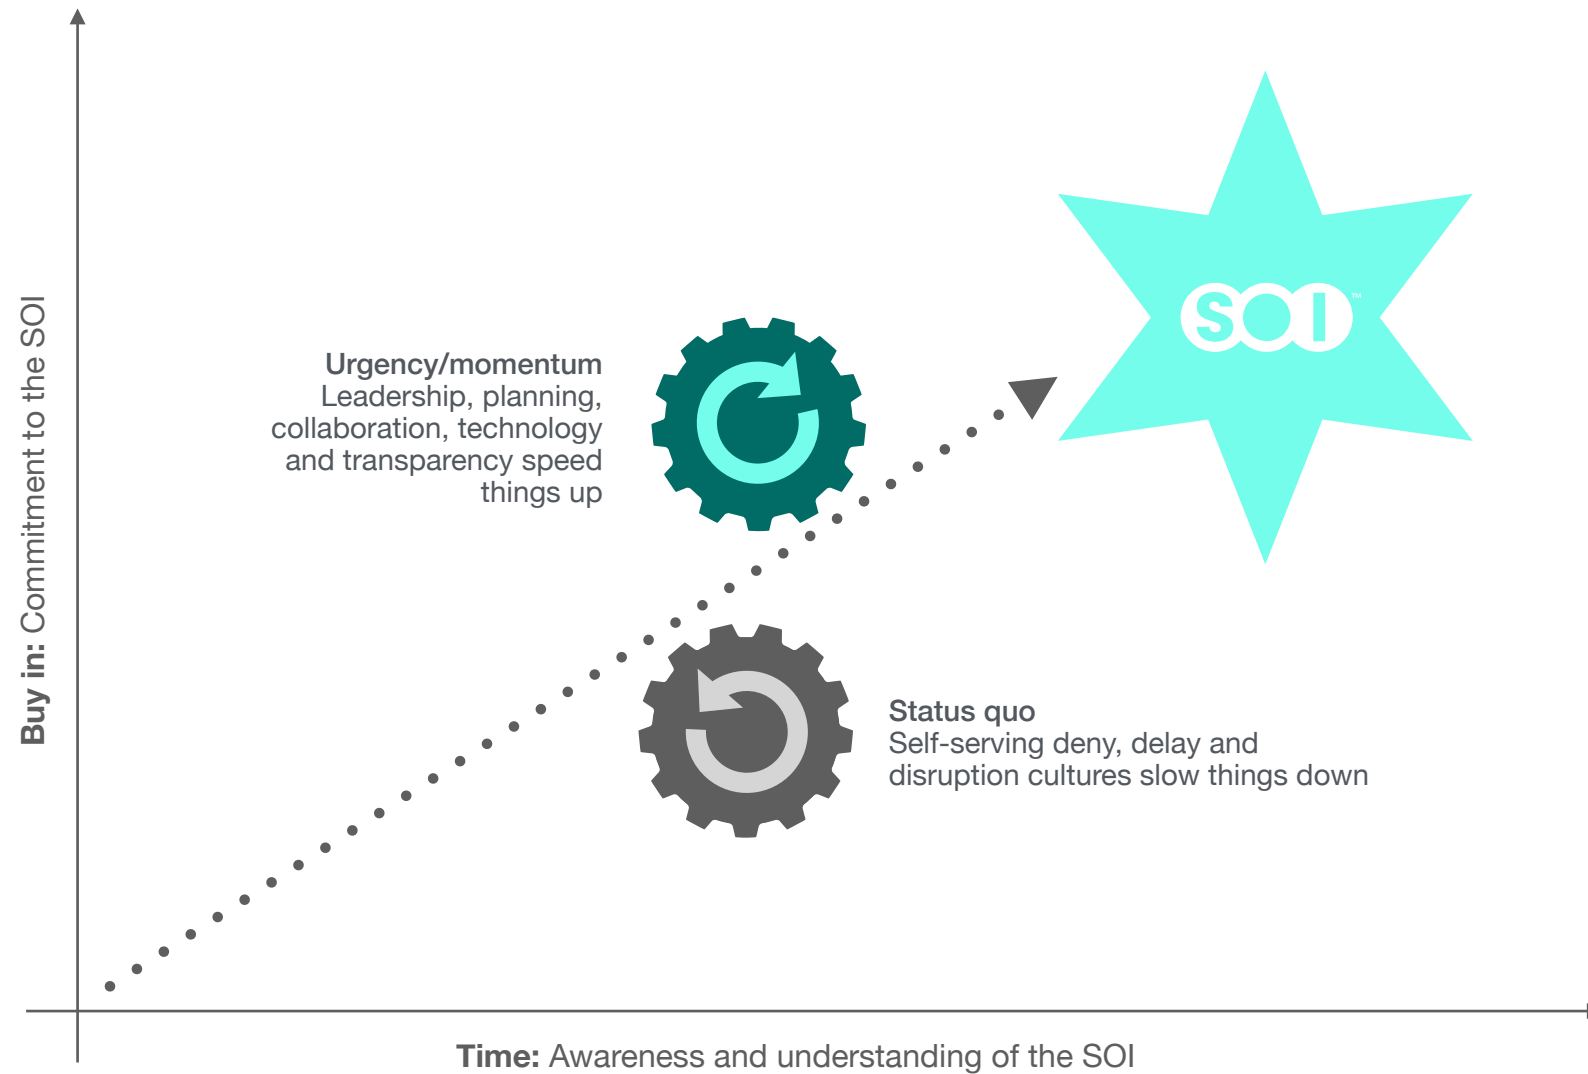 Buy in: Commitment to the SOI
Urgency/momentum
Leadership, planning,
collaboration, technology
and transparency speed
things up
SOI™
Status quo
Self-serving deny, delay and
disruption cultures slow things down
Time: Awareness and understanding of the SOI